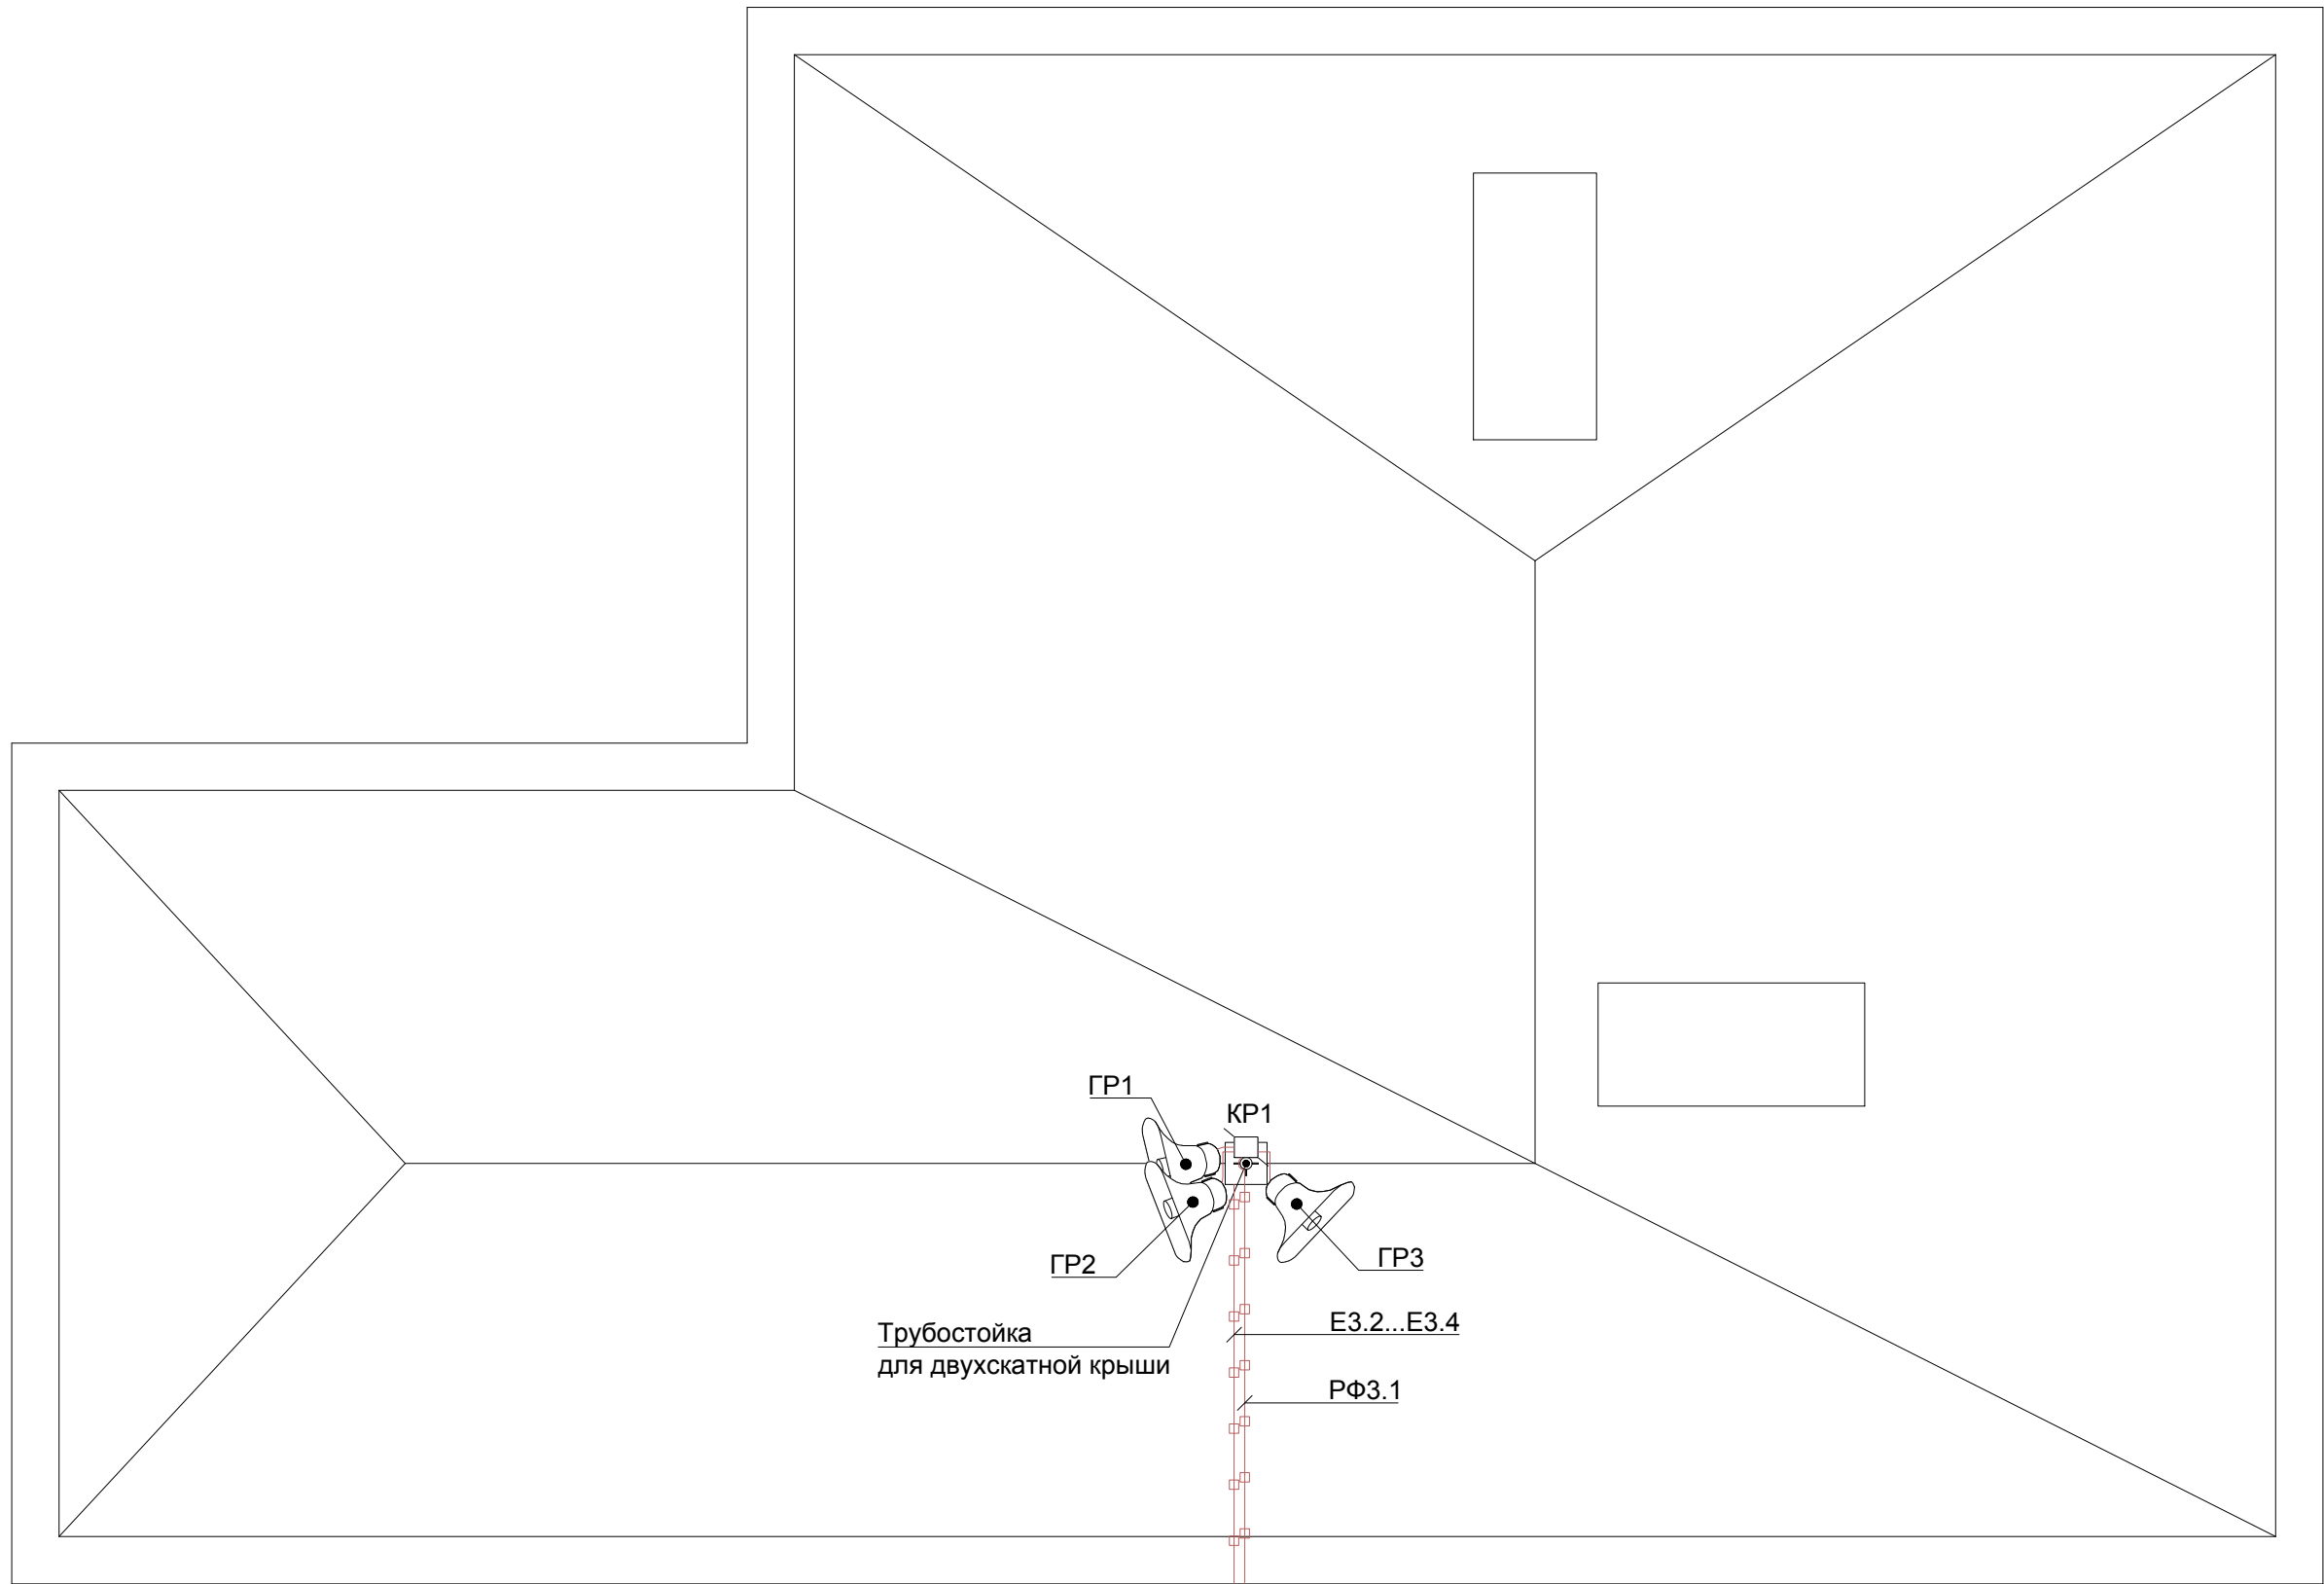 ГР1
КР1
ГР2
ГР3
Трубостойка
для двухскатной крыши
Е3.2...Е3.4
РФ3.1